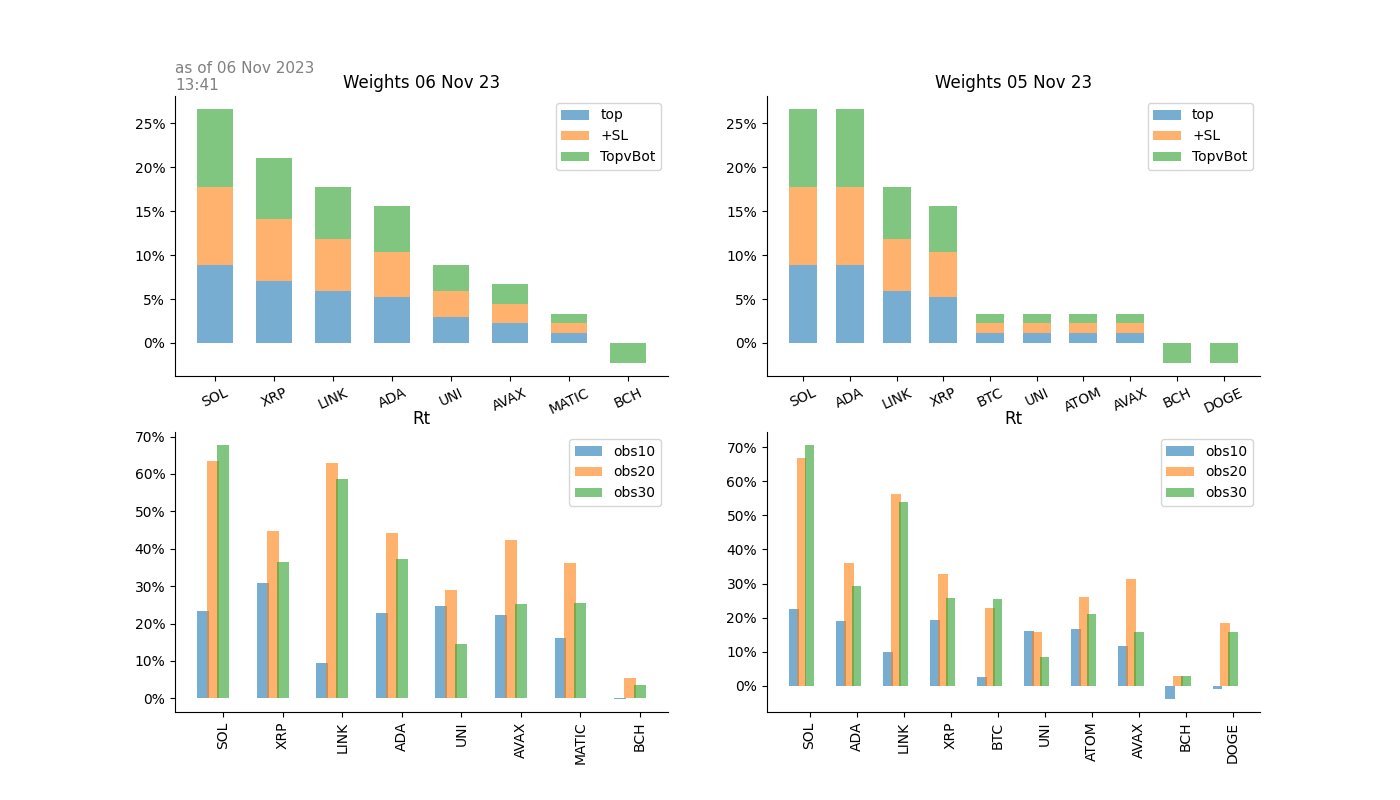 as of 06 Nov 2023
13:41
Weights 06 Nov 23
25%
20%
15%
10%
5%
0%
top
+SL
TopvBot
SOL XRP LINK ADA UNI AVAX MATIC BCH
Weights 05 Nov 23
25%
20%
15%
10%
5%
0%
top
+SL
TopvBot
SOL ADA LINK XRP BTC UNI ATOM AVAX BCH DOGE
Rt
70%
60%
50%
40%
30%
20%
10%
0%
obs10
obs20
obs30
SOL XRP LINK ADA UNI AVAX MATIC BCH
Rt
70%
60%
50%
40%
30%
20%
10%
0%
obs10
obs20
obs30
SOL ADA LINK XRP BTC UNI ATOM AVAX BCH DOGE